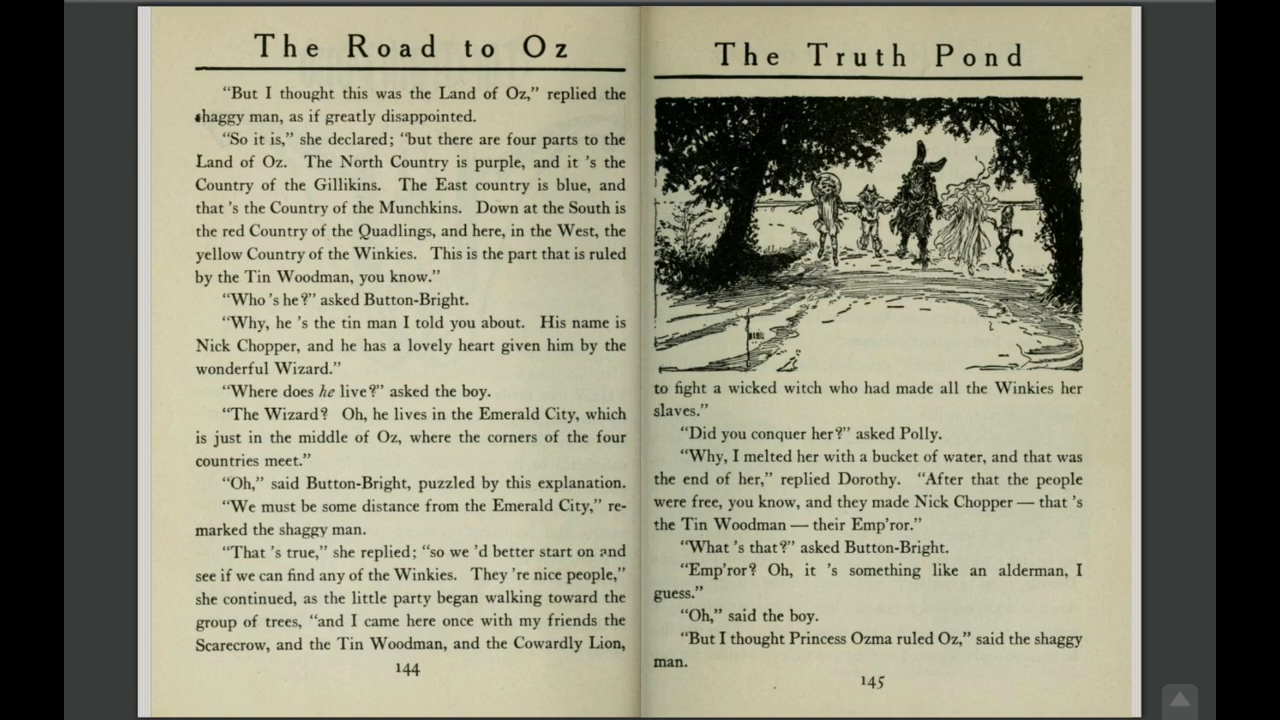 The Road to Oz
“But I thought this was the Land of Oz,” replied the
shaggy man, as if greatly disappointed.
“So it is,” she declared; “but there are four parts to the
Land of Oz. The North Country is purple, and it ’s the
Country of the Gillikins. The East country is blue, and
that ’s the Country of the Munchkins. Down at the South is
the red Country of the Quadlings, and here, in the West, the
yellow Country of the Winkies. This is the part that is ruled
by the Tin Woodman, you know.”
“Who ’s he?” asked Button-Bright.
“Why, he ’s the tin man I told you about. His name is
Nick Chopper, and he has a lovely heart given him by the
wonderful Wizard.”
“Where does he live?” asked the boy.
“The Wizard? Oh, he lives in the Emerald City, which
is just in the middle of Oz, where the corners of the four
countries meet.”
“Oh,” said Button-Bright, puzzled by this explanation.
“We must be some distance from the Emerald City,” re-
marked the shaggy man.
“That ’s true,” she replied; “so we ’d better start on and
see if we can find any of the Winkies. They ’re nice people,”
she continued, as the little party began walking toward the
group of trees, “and I came here once with my friends the
Scarecrow, and the Tin Woodman, and the Cowardly Lion,
144
The Truth Pond
to fight a wicked witch who had made all the Winkies her
slaves.”
“Did you conquer her?” asked Polly.
“Why, I melted her with a bucket of water, and that was
the end of her,” replied Dorothy. “After that the people
were free, you know, and they made Nick Chopper — that ’s
the Tin Woodman — their Emp’ror.”
“What ’s that?” asked Button-Bright.
“Emp’ror? Oh, it ’s something like an alderman, I
guess.”
“Oh,” said the boy.
“But I thought Princess Ozma ruled Oz,” said the shaggy
man.
145